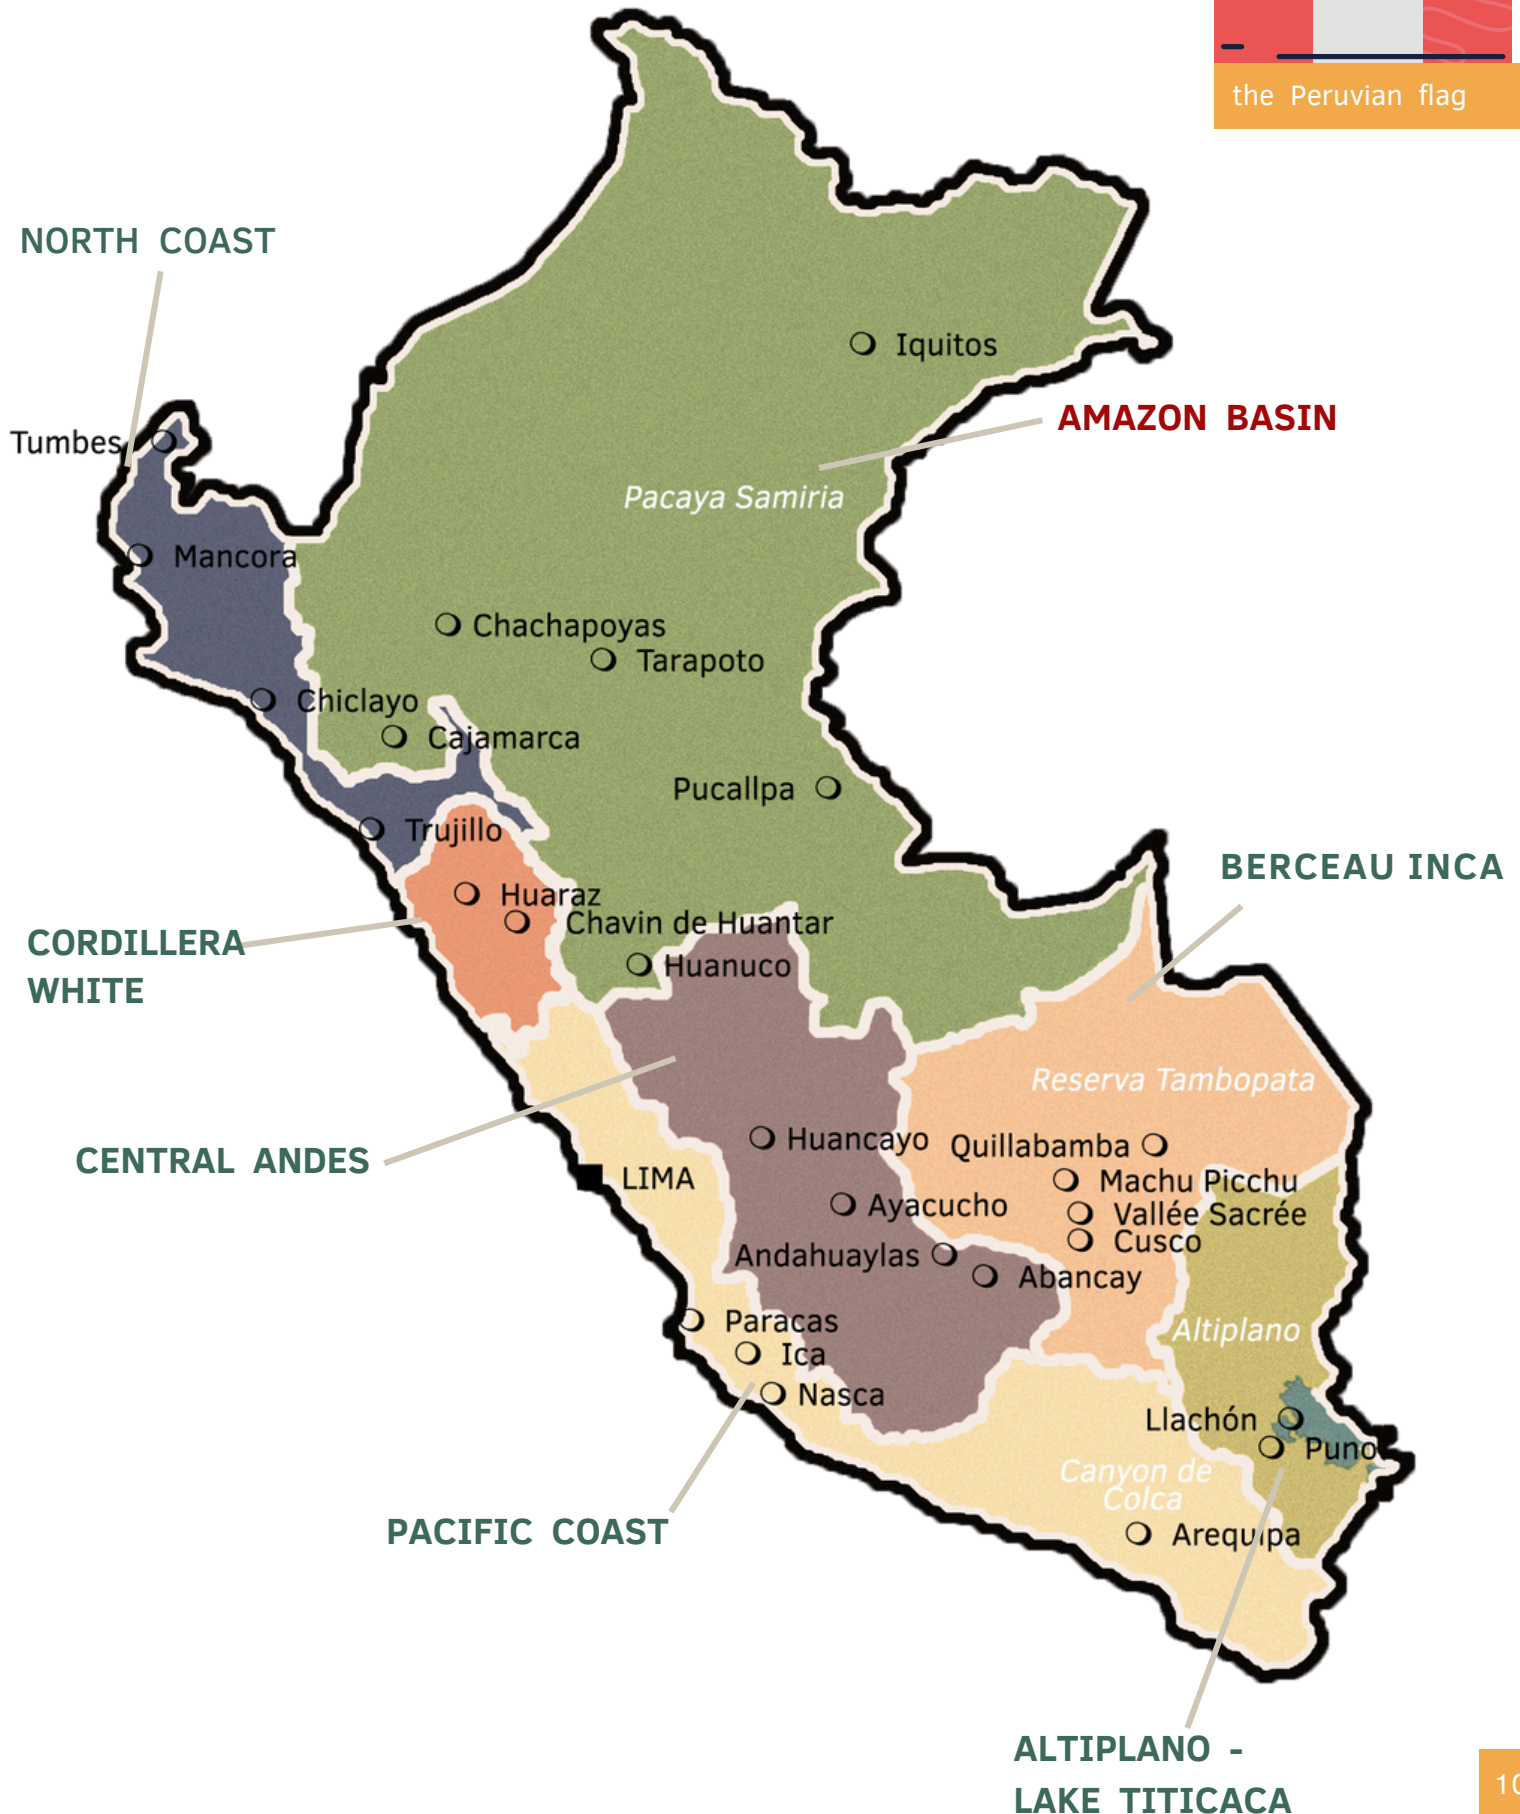 the Peruvian flag
NORTH COAST
Iquitos
AMAZON BASIN
Tumbes
Pacaya Samiria
Mancora
Chachapoyas
Tarapoto
Chiclayo
Cajamarca
Pucallpa
Trujillo
BERCEAU INCA
Huaraz
Chavin de Huantar
CORDILLERA
WHITE
Huanuco
Reserva Tambopata
Huancayo
Quillabamba
CENTRAL ANDES
LIMA
Machu Picchu
Ayacucho
Vallée Sacrée
Cusco
Andahuaylas
Abancay
Paracas
Altiplano
Ica
Nasca
Llachón
Puno
Canyon de
Colca
PACIFIC COAST
Arequipa
ALTIPLANO -
LAKE TITICACA